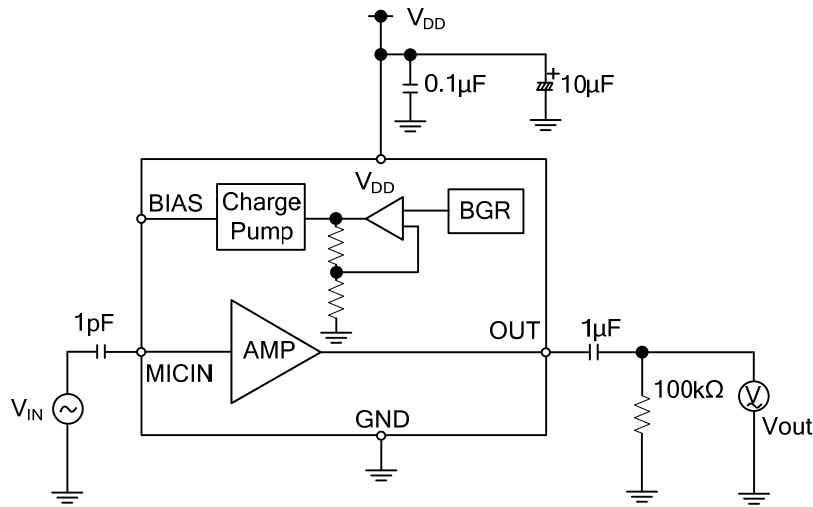 VDD
0.1µF
10µF
VDD
BIAS
Charge
Pump
BGR
1pF
OUT
1µF
AMP
MICIN
100kΩ
VIN
V
GND
Vout